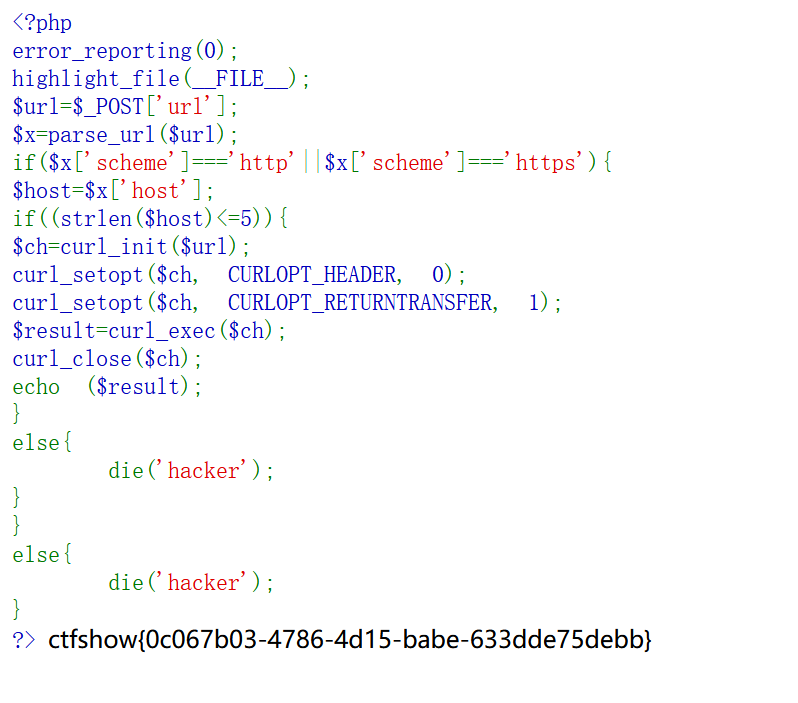 <?php
error_reporting(0);
highlight_file(__FILE__);
$url=$_POST['url'];
$x=parse_url($url);
if($x['scheme']==='http'||$x['scheme']==='https'){
$host=$x['host'];
if((strlen($host)<=5)){
$ch=curl_init($url);
curl_setopt($ch, CURLOPT_HEADER, 0);
curl_setopt($ch, CURLOPT_RETURNTRANSFER, 1);
$result=curl_exec($ch);
curl_close($ch);
echo ($result);
}
else{
die('hacker');
}
}
else{
die('hacker');
}
?> ctfshow{0c067b03-4786-4d15-babe-633dde75debb}